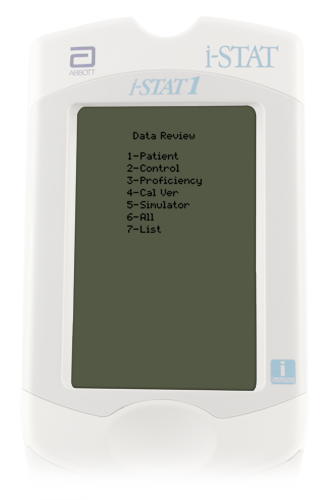 ABBOTT
i-STAT
i-STAT 1
Data Review
1-Patient
2-Control
3-Proficiency
4-Cal Ver
5-Simulator
6-All
7-List
i